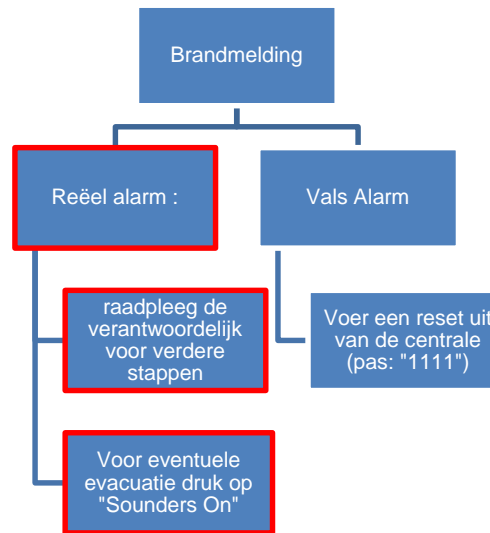 Brandmelding
Reëel alarm :
Vals Alarm
raadpleeg de
verantwoordelijk
voor verdere
stappen
Voer een reset uit
van de centrale
(pas: "1111")
Voor eventuele
evacuatie druk op
"Sounders On"